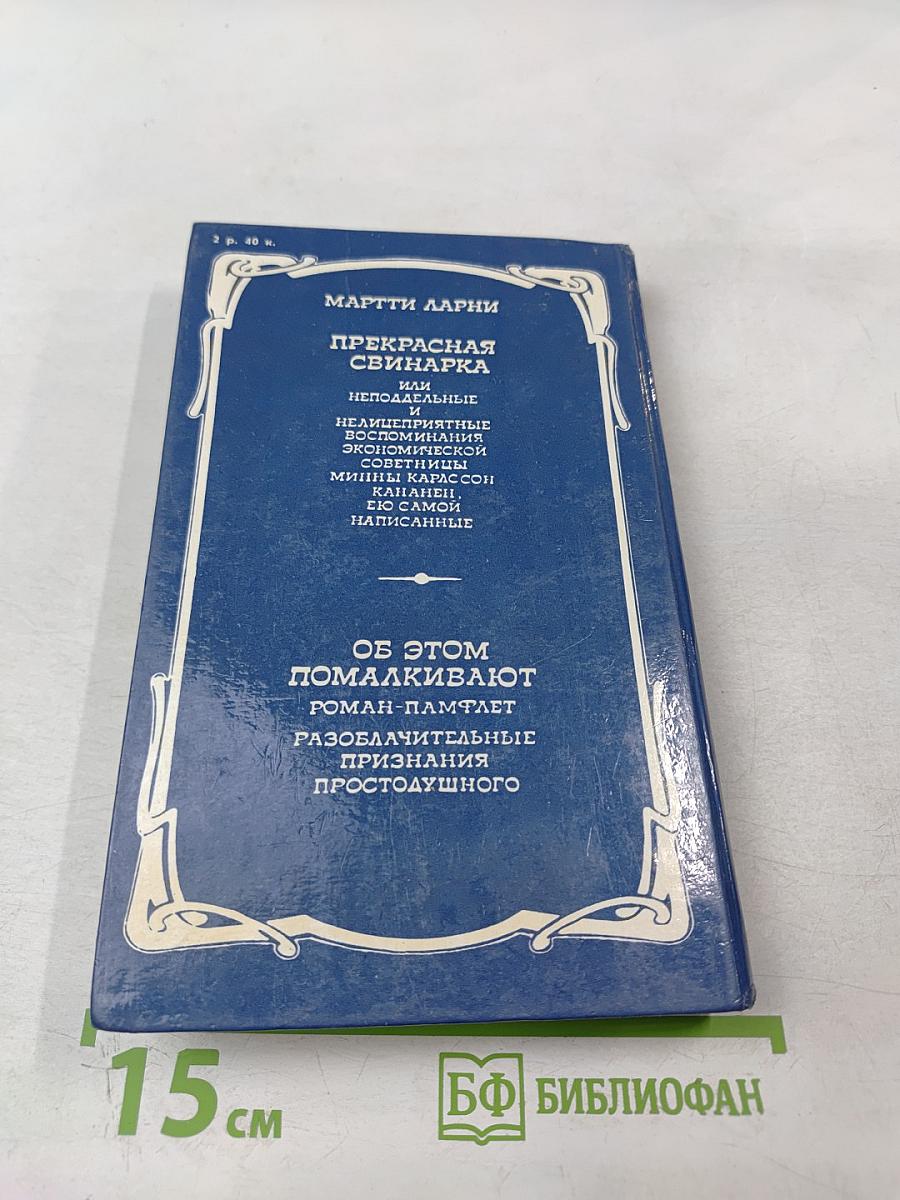 2 р. 40 к.
МАРТТИ ЛАРНИ
ПРЕКРАСНАЯ
СВИНАРКА
ИЛИ
НЕПОДДЕЛЬНЫЕ
И
НЕЛИЦЕПРИЯТНЫЕ
ВОСПОМИНАНИЯ
ЭКОНОМИЧЕСКОЙ
СОВЕТНИЦЫ
МИННЫ КАРЛССОН
КАНАНЕН,
ЕЮ САМОЙ
НАПИСАННЫЕ
ОБ ЭТОМ
ПОМАЛКИВАЮТ
РОМАН-ПАМФЛЕТ
РАЗОБЛАЧИТЕЛЬНЫЕ
ПРИЗНАНИЯ
ПРОСТОДУШНОГО
15 см
БФ БИБЛИОФАН